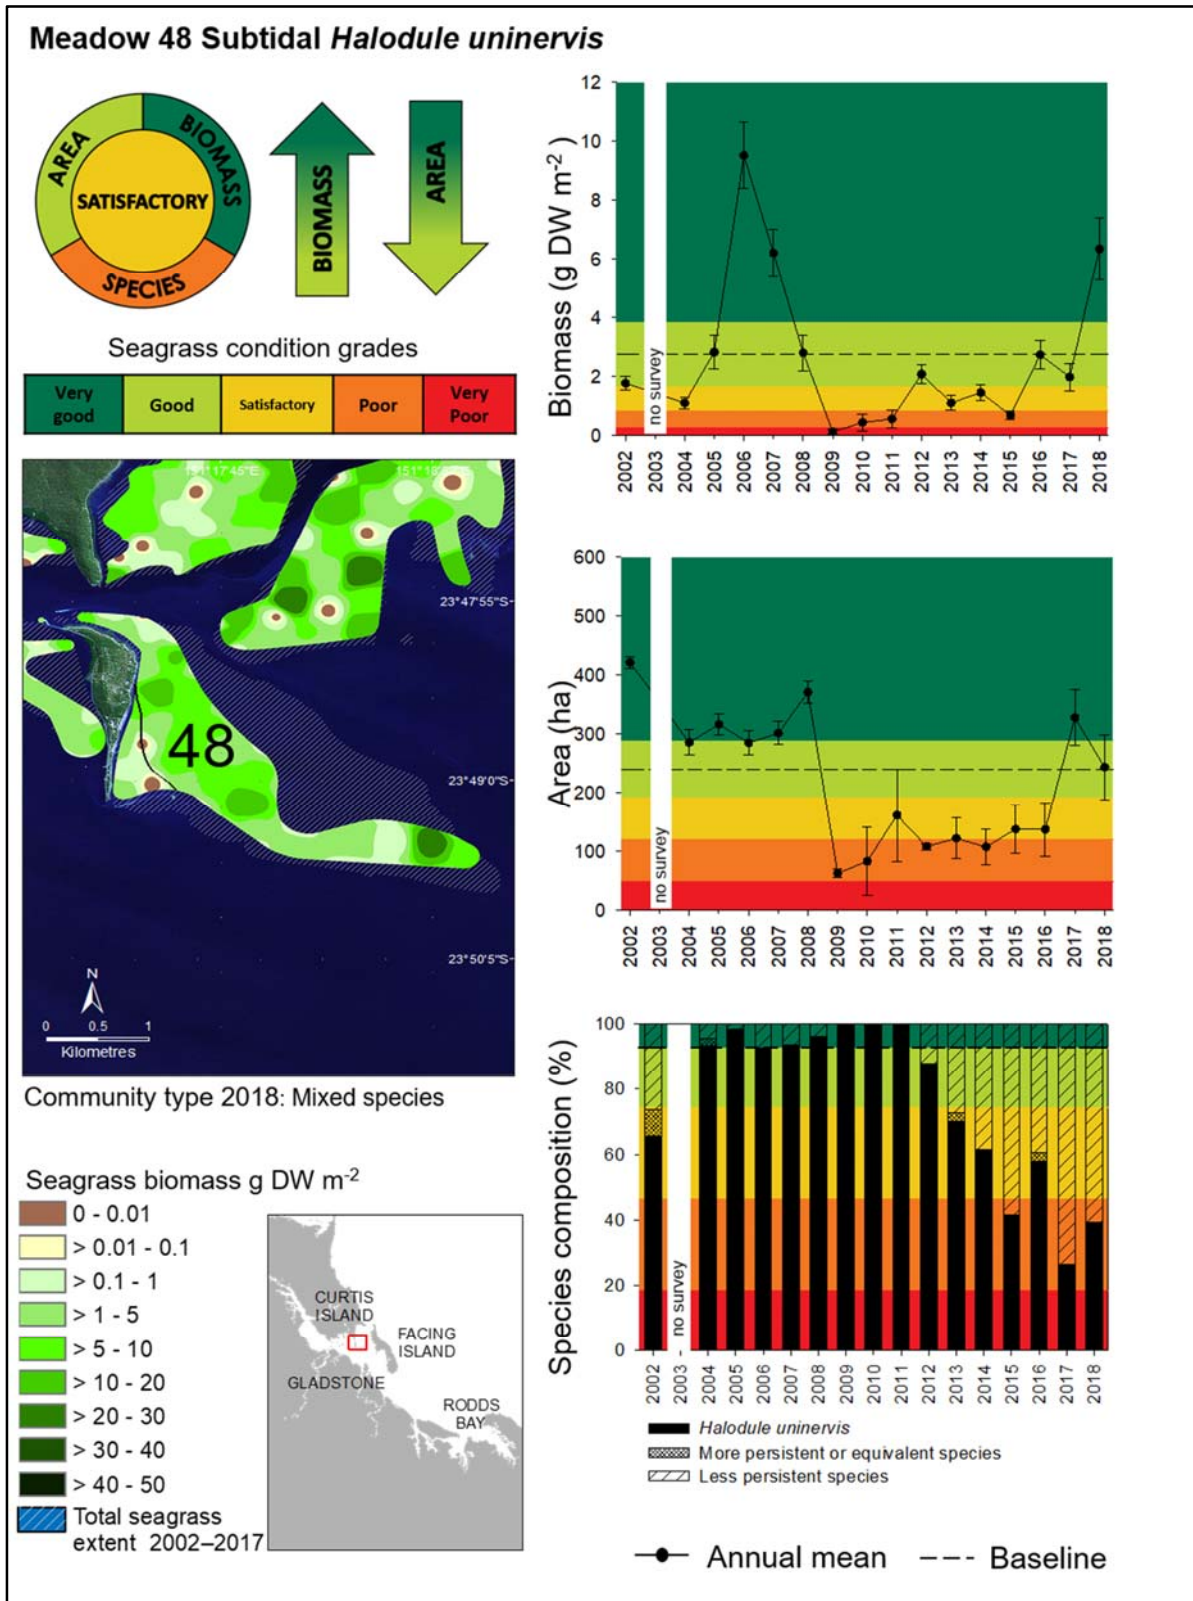 Meadow 48 Subtidal Halodule uninervis
AREA
BIOMASS
SATISFACTORY
SPECIES
BIOMASS
AREA
Seagrass condition grades
Very good
Good
Satisfactory
Poor
Very Poor
151°17'45"E
23°47'55"S
48
23°49'0"S
23°50'5"S
N
0 0.5 1
Kilometres
Community type 2018: Mixed species
Seagrass biomass g DW m-2
0 - 0.01
> 0.01 - 0.1
> 0.1 - 1
> 1 - 5
> 5 - 10
> 10 - 20
> 20 - 30
> 30 - 40
> 40 - 50
Total seagrass
extent 2002–2017
CURTIS
ISLAND
FACING
ISLAND
GLADSTONE
RODDS
BAY
Biomass (g DW m-2)
12
10
8
6
4
2
0
no survey
2002 2003 2004 2005 2006 2007 2008 2009 2010 2011 2012 2013 2014 2015 2016 2017 2018
Area (ha)
600
500
400
300
200
100
0
no survey
2002 2003 2004 2005 2006 2007 2008 2009 2010 2011 2012 2013 2014 2015 2016 2017 2018
Species composition (%)
100
80
60
40
20
0
no survey
2002 2003 2004 2005 2006 2007 2008 2009 2010 2011 2012 2013 2014 2015 2016 2017 2018
Halodule uninervis
More persistent or equivalent species
Less persistent species
Annual mean
Baseline